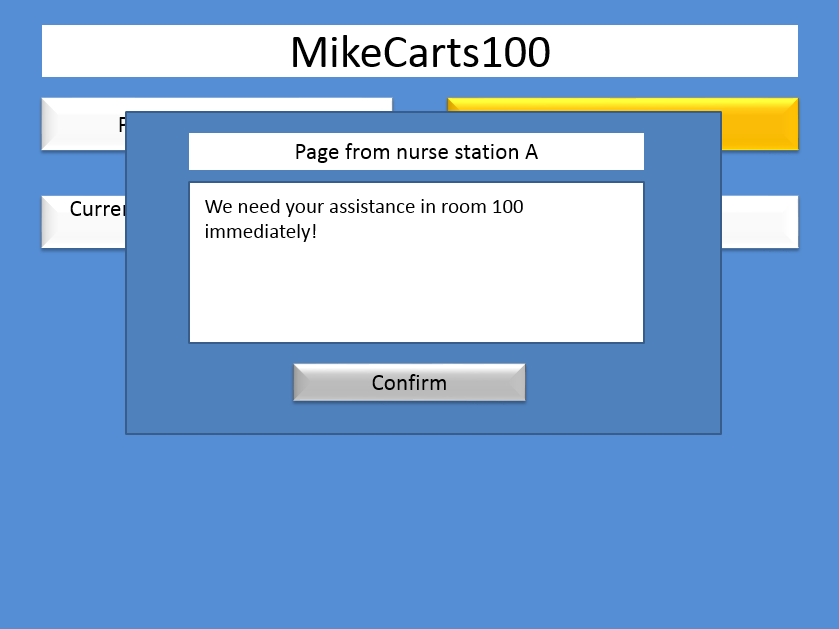 MikeCarts100
Page from nurse station A
We need your assistance in room 100
immediately!
Confirm